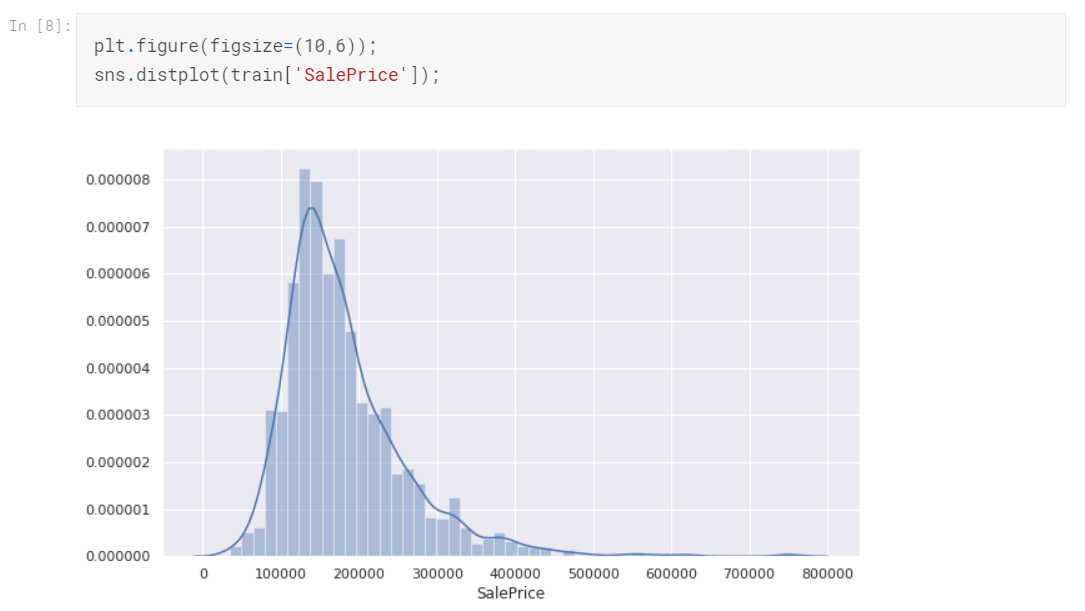 In [8]:
plt.figure(figsize=(10,6));
sns.distplot(train['SalePrice']);
0.000008
0.000007
0.000006
0.000005
0.000004
0.000003
0.000002
0.000001
0.000000
0 100000 200000 300000 400000 500000 600000 700000 800000
SalePrice